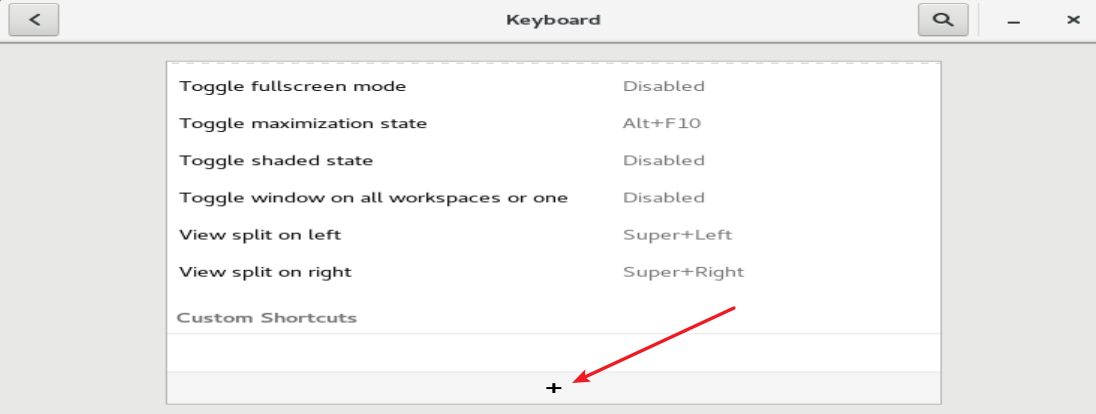 Keyboard
Toggle fullscreen mode Disabled
Toggle maximization state Alt+F10
Toggle shaded state Disabled
Toggle window on all workspaces or one Disabled
View split on left Super+Left
View split on right Super+Right
Custom Shortcuts
+